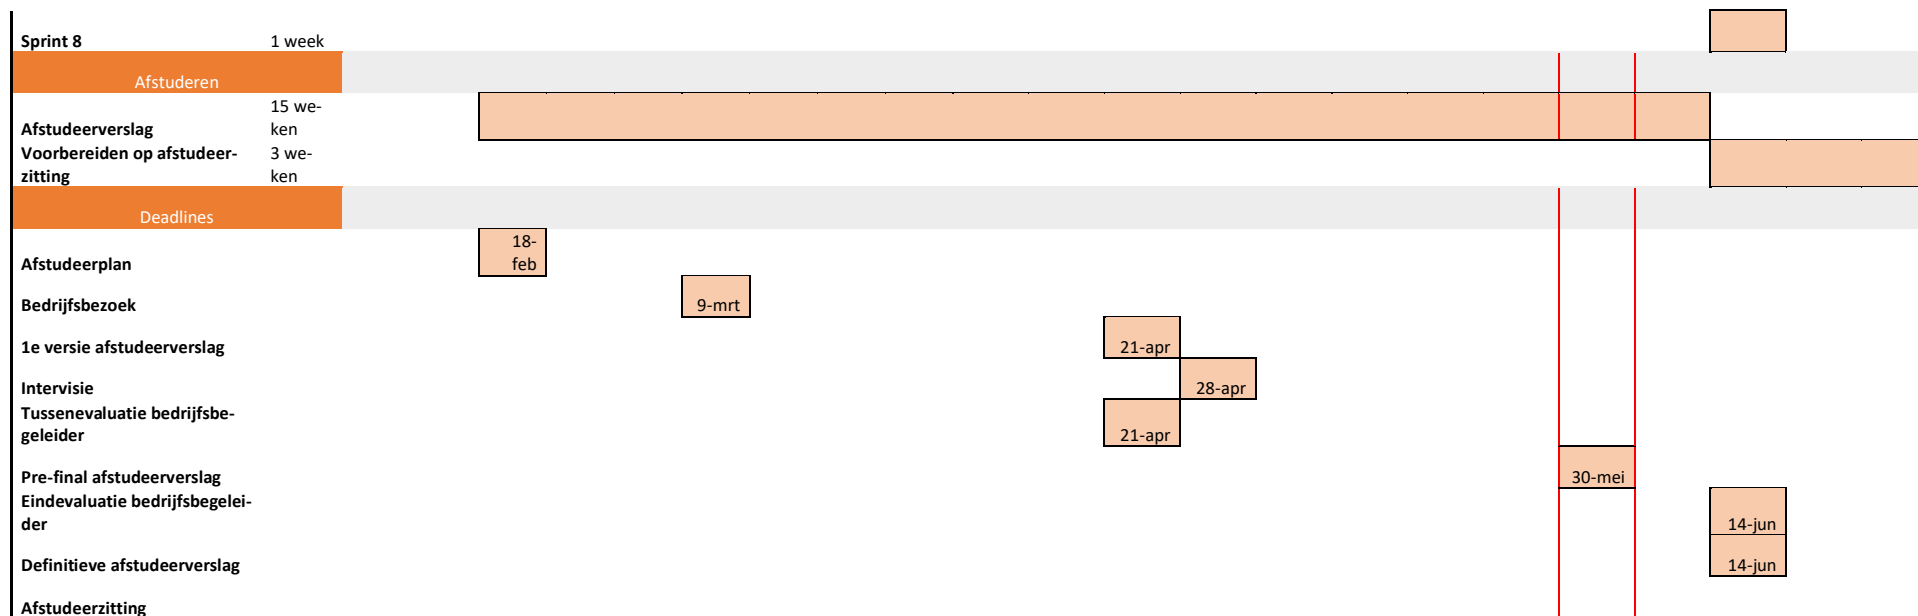 Sprint 8 1 week
Afstuderen
Afstudeerverslag 15 we-
ken
Voorbereiden op afstudeer-
zitting 3 we-
ken
Deadlines
Afstudeerplan 18-
feb
Bedrijfsbezoek 9-mrt
1e versie afstudeerverslag 21-apr
Intervisie 28-apr
Tussenevaluatie bedrijfsbe-
geleider 21-apr
Pre-final afstudeerverslag 30-mei
Eindevaluatie bedrijfsbegelei-
der 14-jun
Definitieve afstudeerverslag 14-jun
Afstudeerzitting